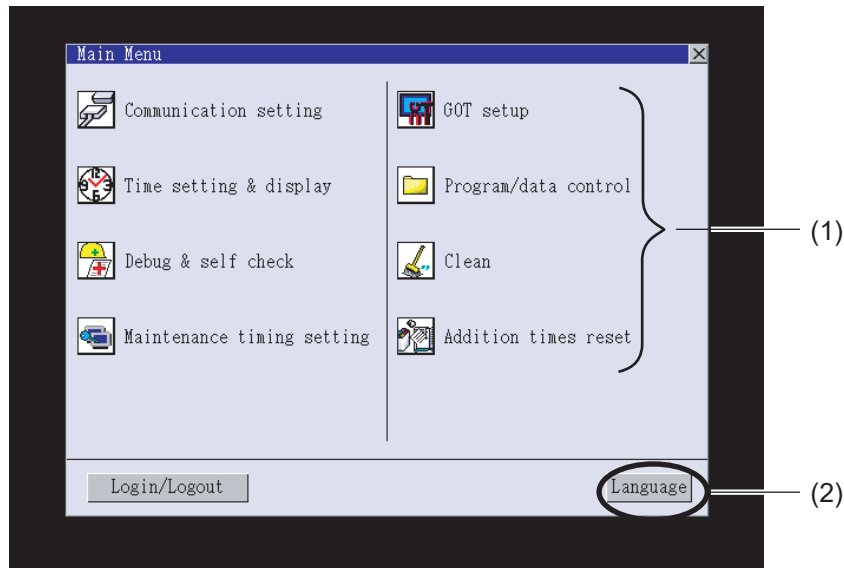 Main Menu
Communication setting
GOT setup
Time setting & display
Program/data control
(1)
Debug & self check
Clean
Maintenance timing setting
Addition times reset
Login/Logout
Language
(2)